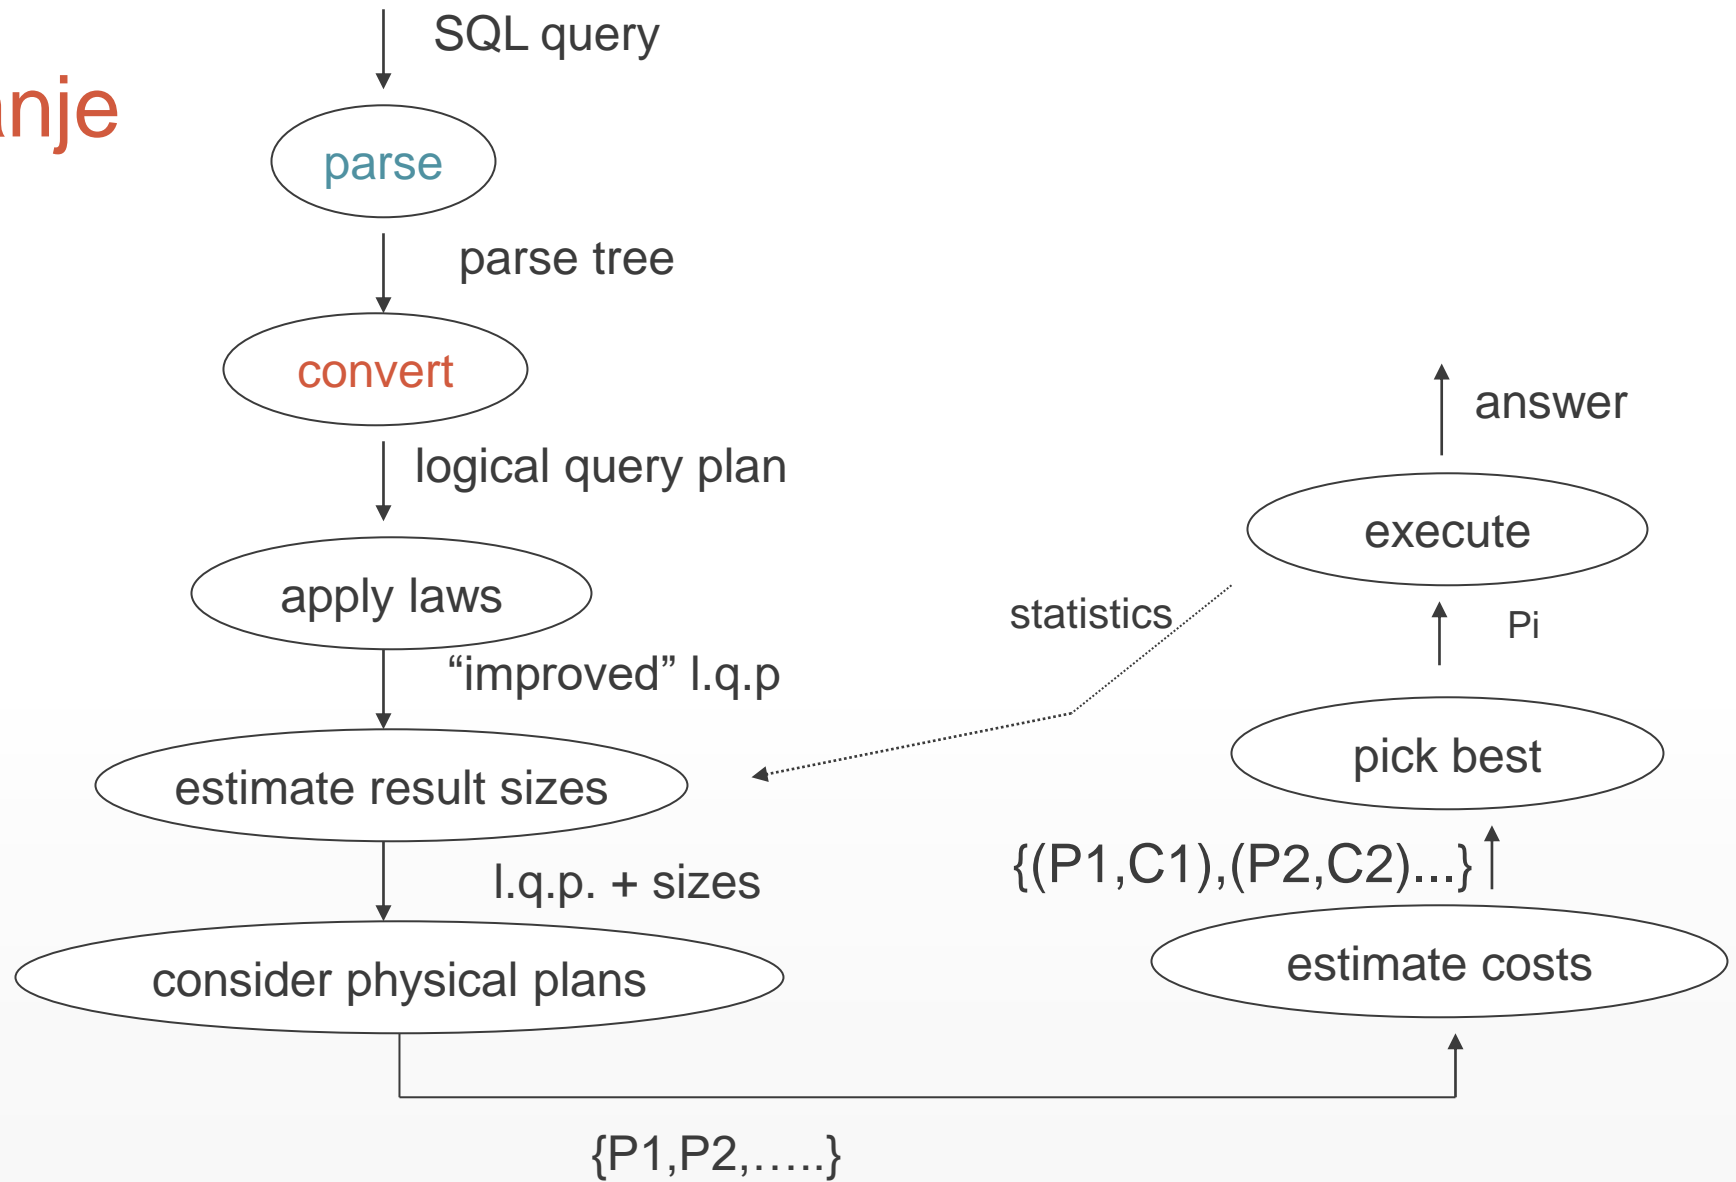 SQL query
anje
parse
parse tree
convert
logical query plan
apply laws
“improved” l.q.p
estimate result sizes
l.q.p. + sizes
consider physical plans
{P1,P2,…..}
estimate costs
{(P1,C1),(P2,C2)...}
pick best
Pi
execute
statistics
answer